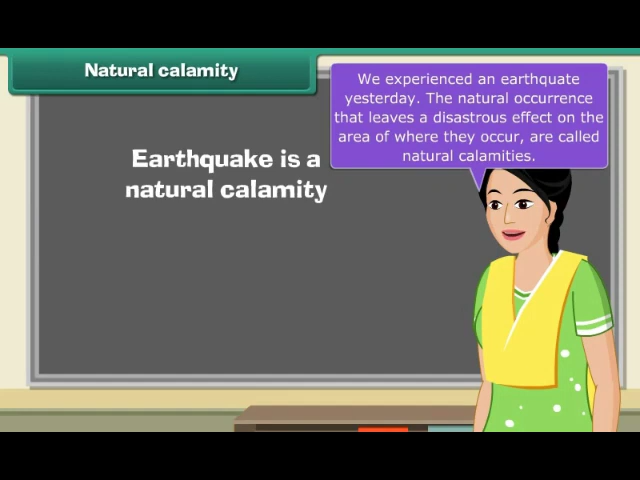 Natural calamity
We experienced an earthquate
yesterday. The natural occurrence
that leaves a disastrous effect on the
area of where they occur, are called
natural calamities.
Earthquake is a
natural calamity